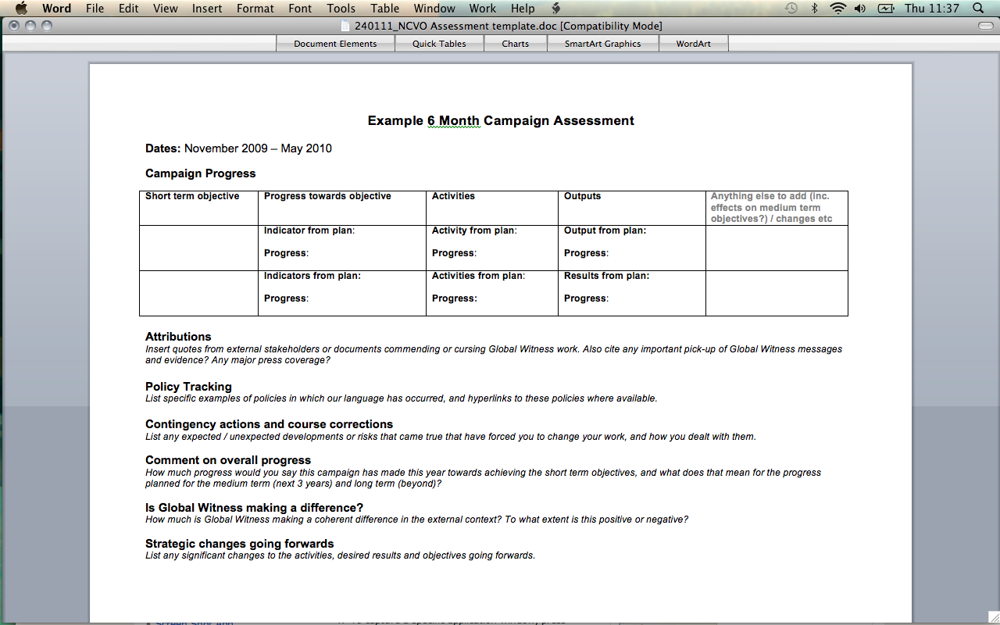 Word File Edit View Insert Format Font Tools Table Window Work Help Thu 11:37
240111_NCVO Assessment template.doc [Compatibility Mode]
Document Elements Quick Tables Charts SmartArt Graphics WordArt
Example 6 Month Campaign Assessment
Dates: November 2009 – May 2010
Campaign Progress
Short term objective Progress towards objective Activities Outputs Anything else to add (inc.
effects on medium term
objectives?) / changes etc
Indicator from plan: Activity from plan: Output from plan:
Progress: Progress: Progress:
Indicators from plan: Activities from plan: Results from plan:
Progress: Progress: Progress:
Attributions
Insert quotes from external stakeholders or documents commending or cursing Global Witness work. Also cite any important pick-up of Global Witness messages
and evidence? Any major press coverage?
Policy Tracking
List specific examples of policies in which our language has occurred, and hyperlinks to these policies where available.
Contingency actions and course corrections
List any expected / unexpected developments or risks that came true that have forced you to change your work, and how you dealt with them.
Comment on overall progress
How much progress would you say this campaign has made this year towards achieving the short term objectives, and what does that mean for the progress
planned for the medium term (next 3 years) and long term (beyond)?
Is Global Witness making a difference?
How much is Global Witness making a coherent difference in the external context? To what extent is this positive or negative?
Strategic changes going forwards
List any significant changes to the activities, desired results and objectives going forwards.